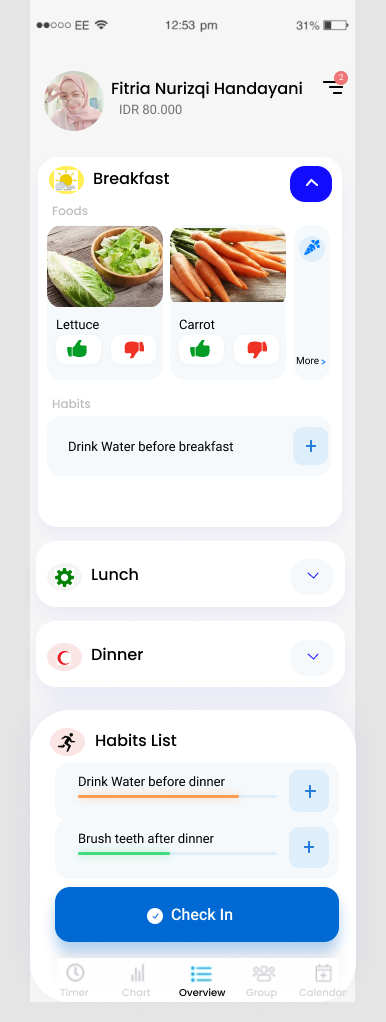 EE 12:53 pm 31%
2
Fitria Nurizqi Handayani
IDR 80.000
Breakfast
Foods
Lettuce Carrot
More >
Habits
Drink Water before breakfast
+
Lunch
Dinner
Habits List
Drink Water before dinner
+
Brush teeth after dinner
+
Check In
Timer Chart Overview Group Calendar